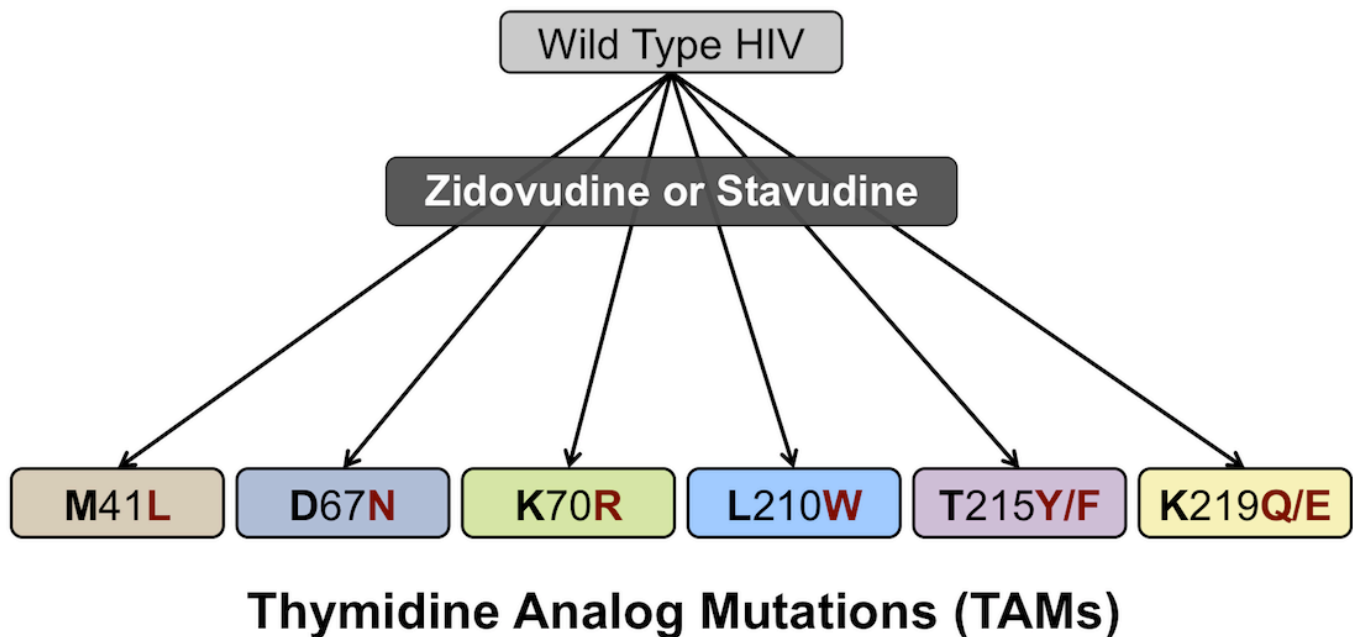 Wild Type HIV
Zidovudine or Stavudine
M41L D67N K70R L210W T215Y/F K219Q/E
Thymidine Analog Mutations (TAMs)